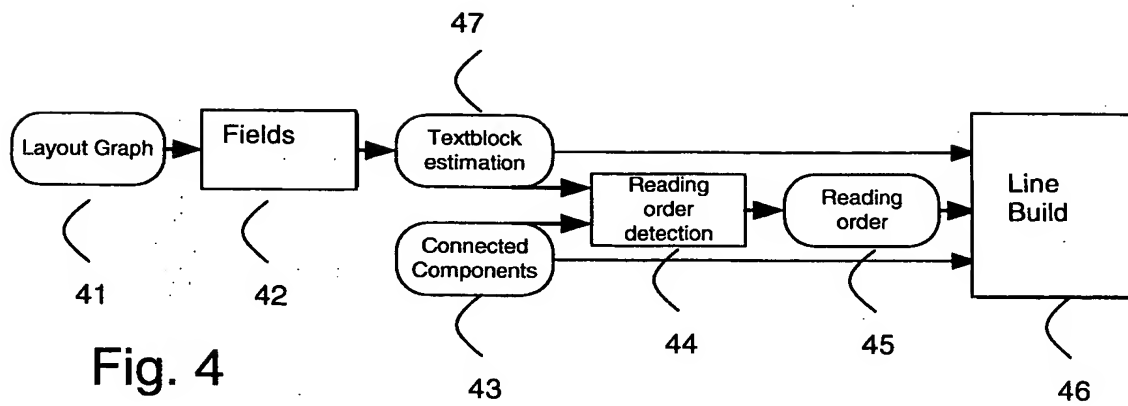 47
Layout Graph
Fields
Textblock
estimation
Reading
order
detection
Reading
order
Line
Build
Connected
Components
41
42
43
44
45
46
Fig. 4